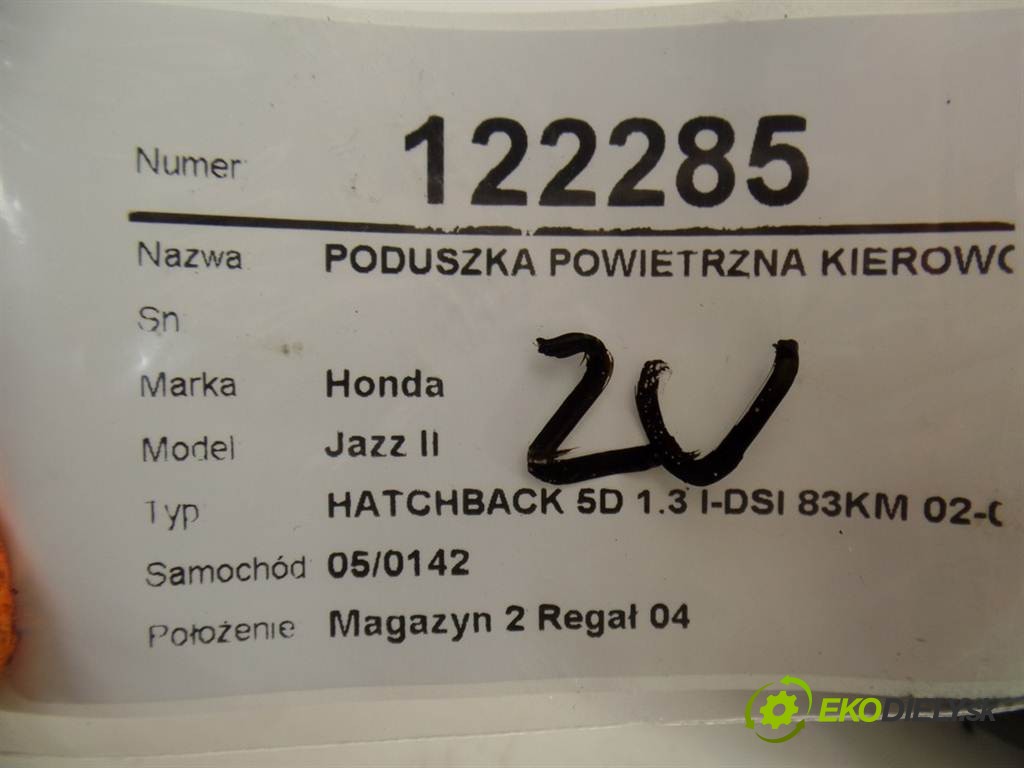 Numer 122285
Nazwa PODUSZKA POWIETRZNA KIEROWC
Sn
Marka Honda
Model Jazz II
Typ HATCHBACK 5D 1.3 I-DSI 83KM 02-0
Samochód 05/0142
Położenie Magazyn 2 Regał 04
EKODIELY.SK